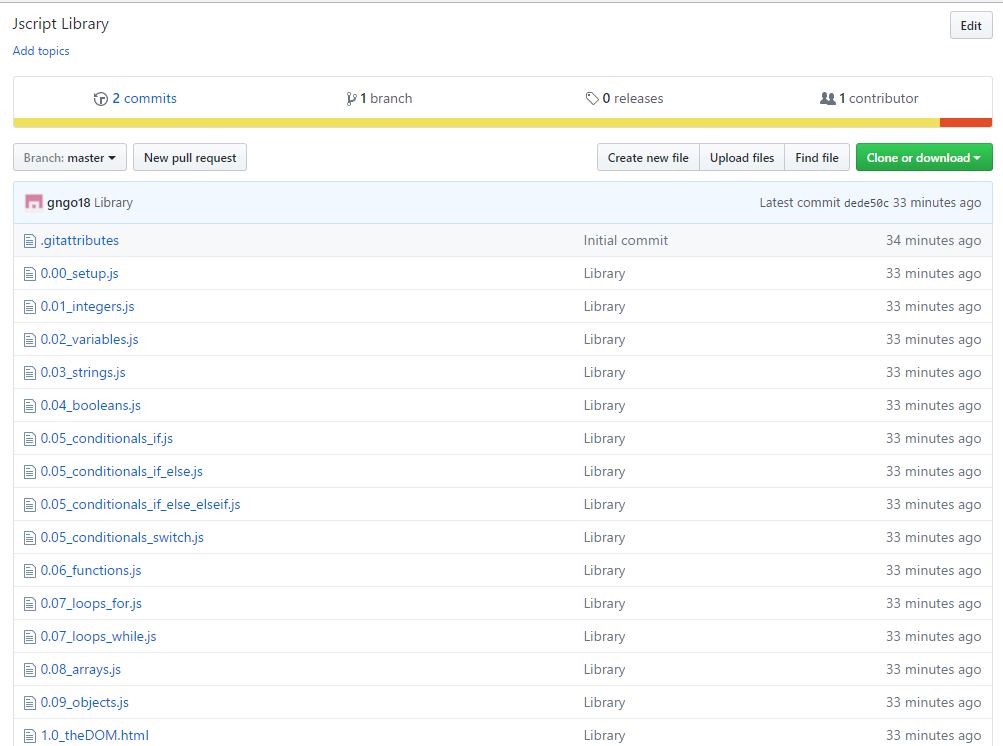 Jscript Library Edit
Add topics
2 commits 1 branch 0 releases 1 contributor
Branch: master New pull request Create new file Upload files Find file Clone or download
gngo18 Library Latest commit dede50c 33 minutes ago
.gitattributes Initial commit 34 minutes ago
0.00_setup.js Library 33 minutes ago
0.01_integers.js Library 33 minutes ago
0.02_variables.js Library 33 minutes ago
0.03_strings.js Library 33 minutes ago
0.04_booleans.js Library 33 minutes ago
0.05_conditionals_if.js Library 33 minutes ago
0.05_conditionals_if_else.js Library 33 minutes ago
0.05_conditionals_if_else_elseif.js Library 33 minutes ago
0.05_conditionals_switch.js Library 33 minutes ago
0.06_functions.js Library 33 minutes ago
0.07_loops_for.js Library 33 minutes ago
0.07_loops_while.js Library 33 minutes ago
0.08_arrays.js Library 33 minutes ago
0.09_objects.js Library 33 minutes ago
1.0_theDOM.html Library 33 minutes ago